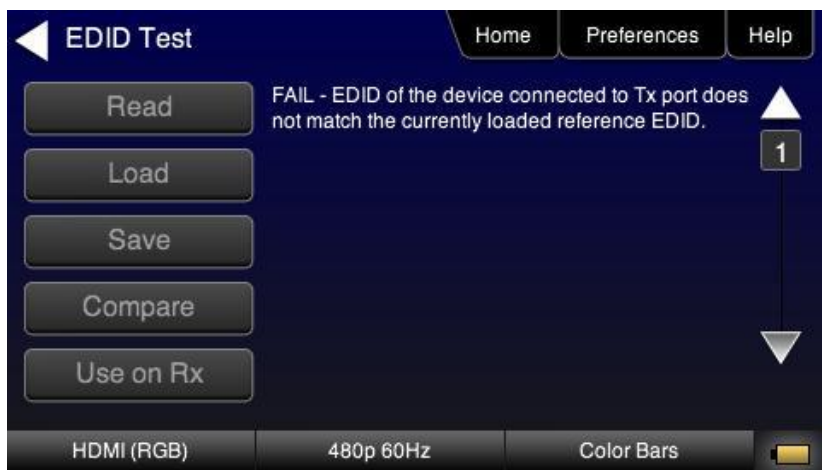 EDID Test
Home
Preferences
Help
Read
Load
Save
Compare
Use on Rx
FAIL - EDID of the device connected to Tx port does
not match the currently loaded reference EDID.
1
HDMI (RGB)
480p 60Hz
Color Bars